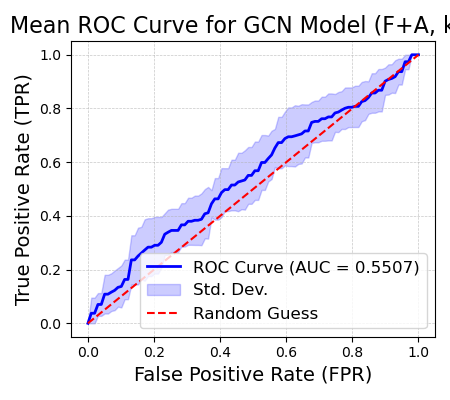 Mean ROC Curve for GCN Model (F+A, k
True Positive Rate (TPR)
1.0
0.8
0.6
0.4
0.2
0.0
ROC Curve (AUC = 0.5507)
Std. Dev.
Random Guess
0.0 0.2 0.4 0.6 0.8 1.0
False Positive Rate (FPR)